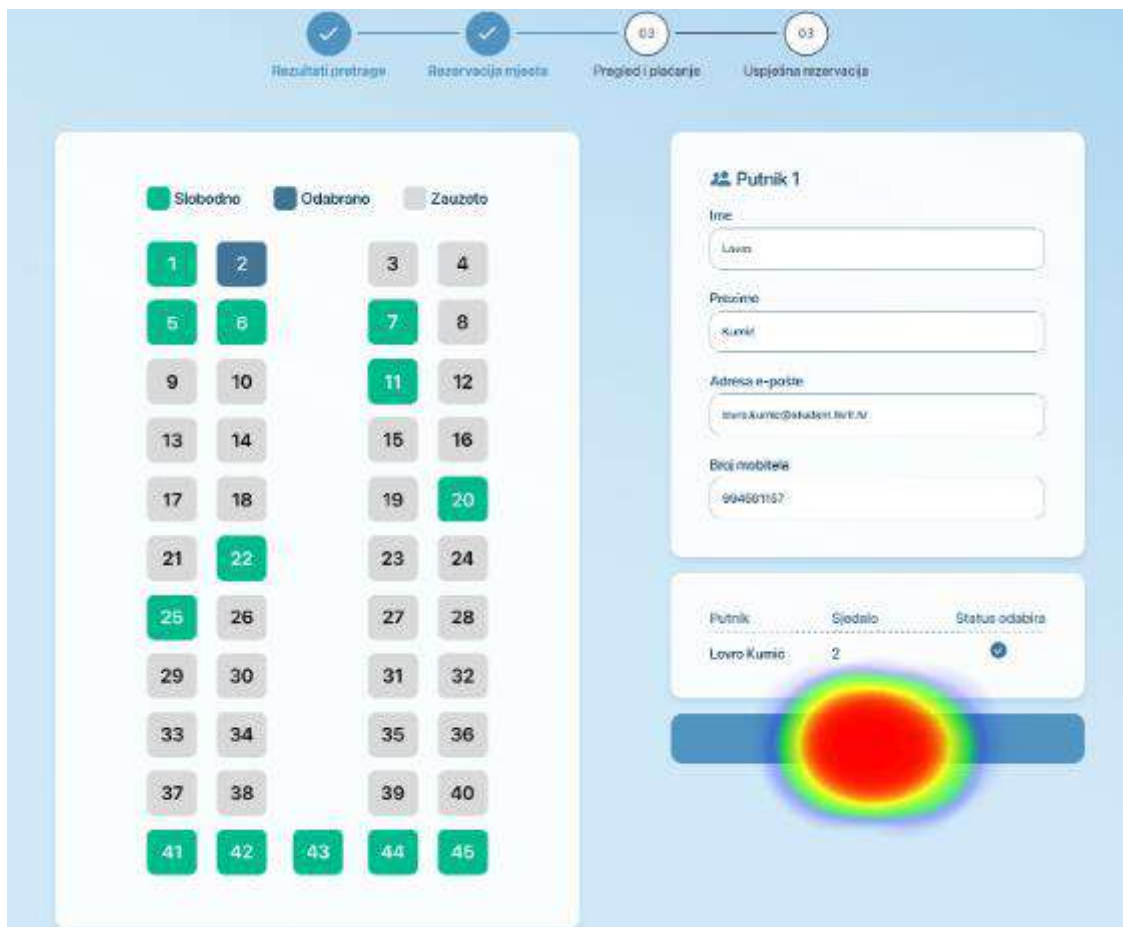 03 03
Rezultati pretrage Rezervacija mjesta Pregled i plaćanje Uspješna rezervacija
Slobodno Odabrano Zauzeto
1 2 3 4
5 6 7 8
9 10 11 12
13 14 15 16
17 18 19 20
21 22 23 24
25 26 27 28
29 30 31 32
33 34 35 36
37 38 39 40
41 42 43 44 45
Putnik 1
Ime
Lovro
Prezime
Kumić
Adresa e-pošte
Broj mobitela
Putnik Sjedalo Status odabira
Lovro Kumić 2